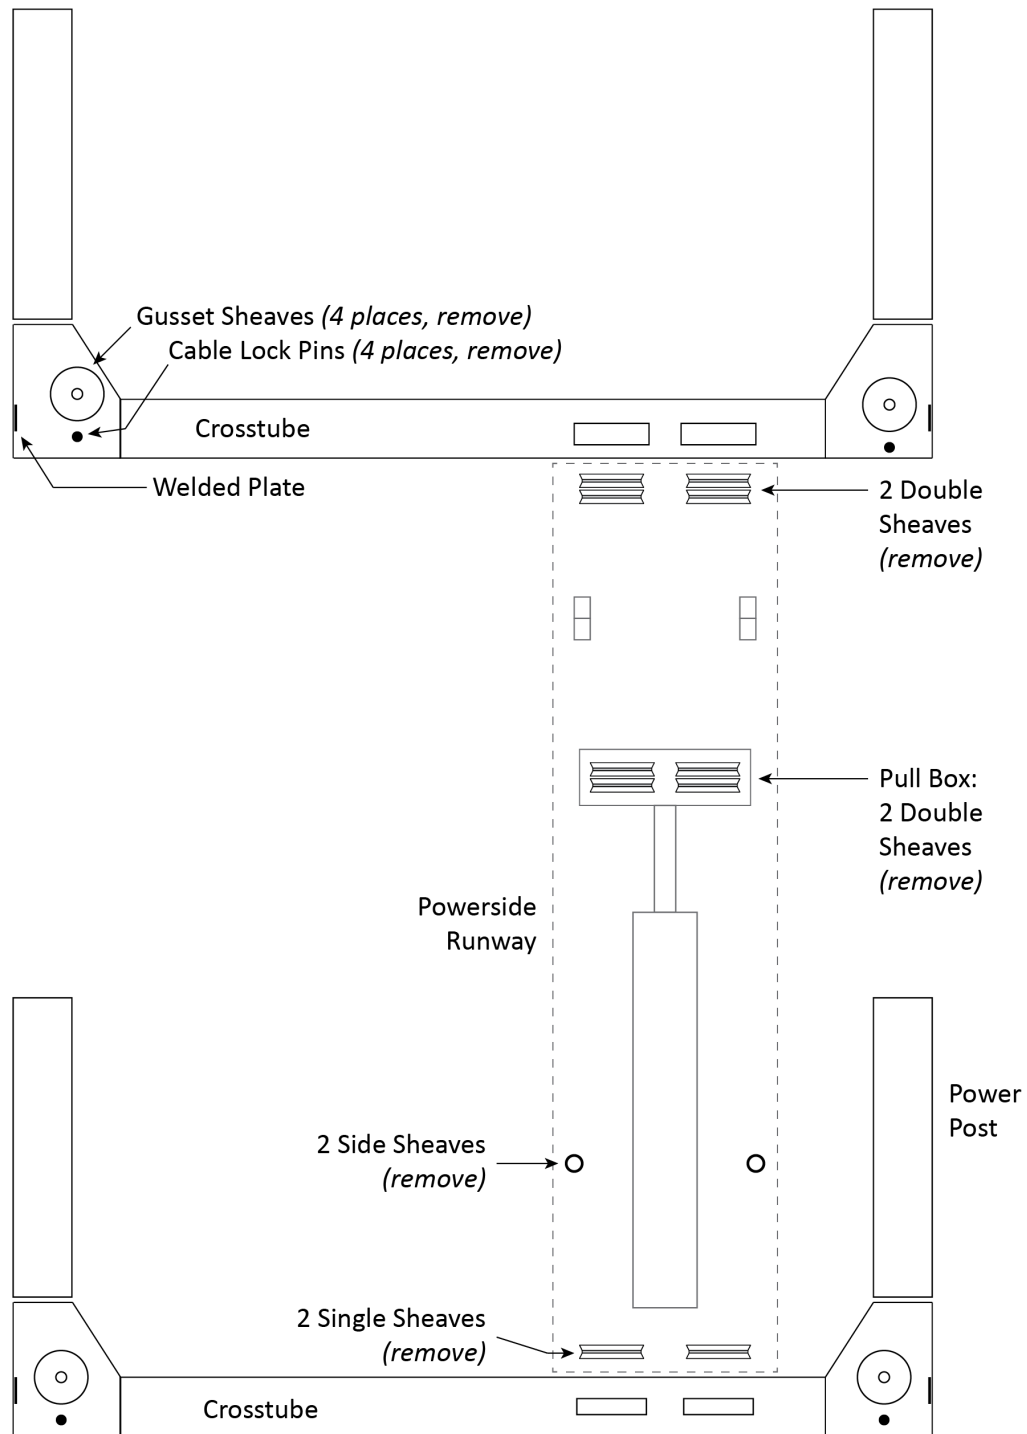 Gusset Sheaves (4 places, remove)
Cable Lock Pins (4 places, remove)
Crosstube
Welded Plate
2 Double
Sheaves
(remove)
Pull Box:
2 Double
Sheaves
(remove)
Powerside
Runway
Power
Post
2 Side Sheaves
(remove)
2 Single Sheaves
(remove)
Crosstube